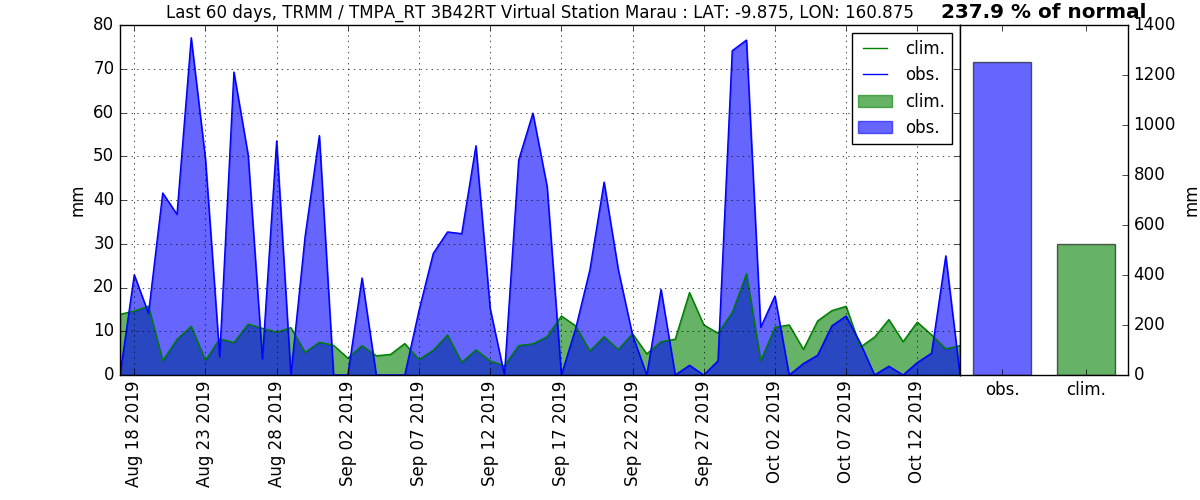 Last 60 days, TRMM / TMPA_RT 3B42RT Virtual Station Marau : LAT: -9.875, LON: 160.875
237.9 % of normal
80
70
60
50
40
30
20
10
0
mm
clim.
obs.
clim.
obs.
Aug 18 2019
Aug 23 2019
Aug 28 2019
Sep 02 2019
Sep 07 2019
Sep 12 2019
Sep 17 2019
Sep 22 2019
Sep 27 2019
Oct 02 2019
Oct 07 2019
Oct 12 2019
1400
1200
1000
800
600
400
200
0
mm
obs.
clim.